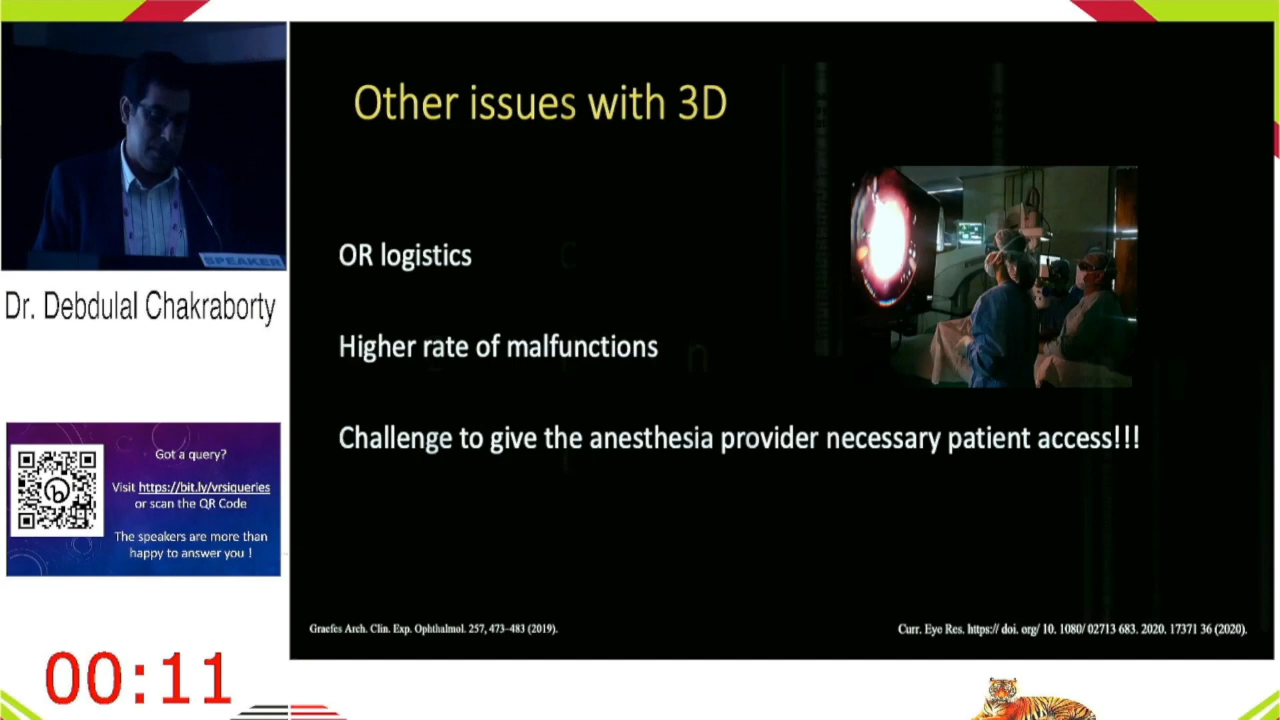 SPEAKER
Dr. Debdulal Chakraborty
Got a query?
Visit https://bit.ly/vrsiqueries
or scan the QR Code
The speakers are more than
happy to answer you !
00:11
Other issues with 3D
OR logistics
Higher rate of malfunctions
Challenge to give the anesthesia provider necessary patient access!!!
Graefes Arch. Clin. Exp. Ophthalmol. 257, 473–483 (2019).
Curr. Eye Res. https:// doi. org/ 10. 1080/ 02713 683. 2020. 17371 36 (2020).